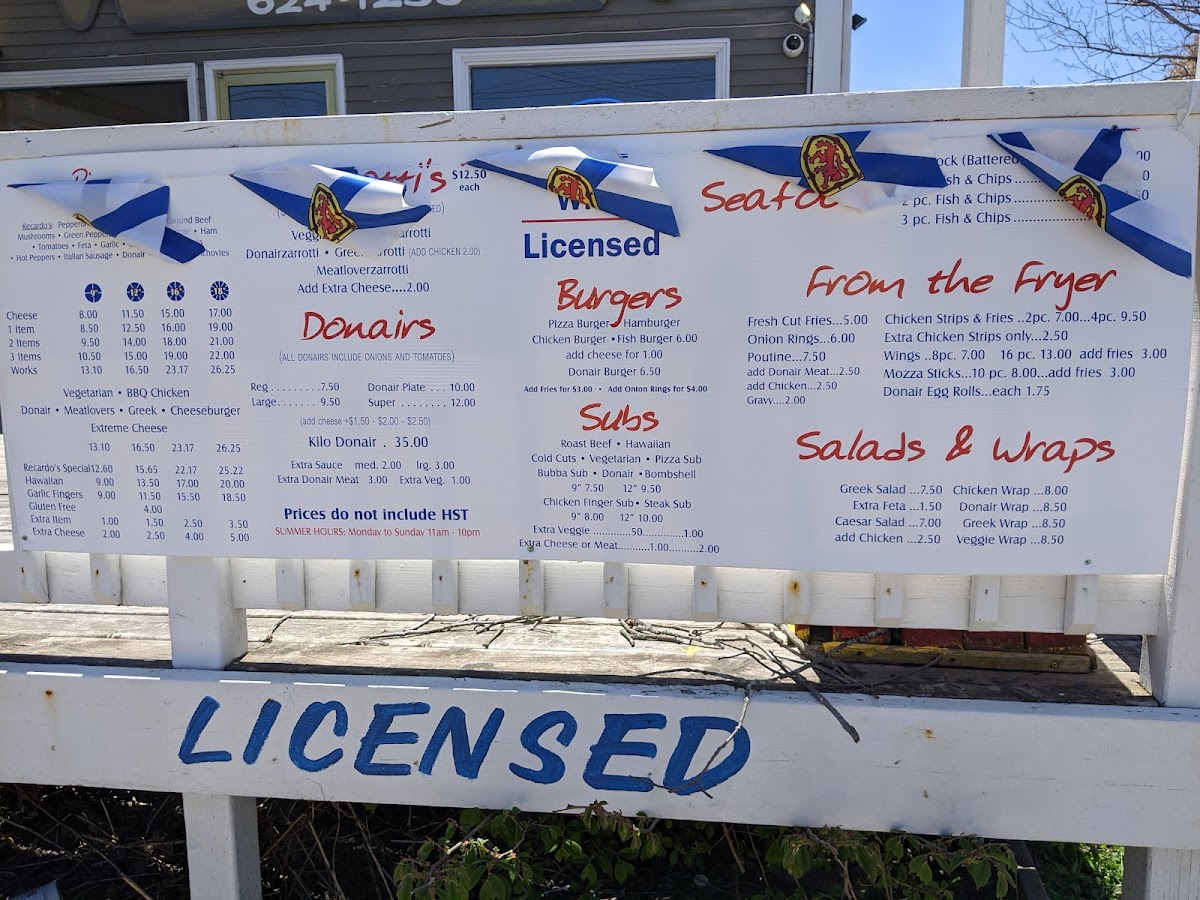 624-1233
Recardo's: Pepperoni
Ground Beef
Mushrooms • Green Peppers
• Ham
• Tomatoes • Feta • Garlic •
• Hot Peppers • Italian Sausage • Donair
9" 12" 16" 18"
Cheese 8.00 11.50 15.00 17.00
1 Item 8.50 12.50 16.00 19.00
2 Items 9.50 14.00 18.00 21.00
3 Items 10.50 15.00 19.00 22.00
Works 13.10 16.50 23.17 26.25
Vegetarian • BBQ Chicken
Donair • Meatlovers • Greek • Cheeseburger
Extreme Cheese
13.10 16.50 23.17 26.25
Recardo's Special 12.60 15.65 22.17 25.22
Hawaiian 9.00 13.50 17.00 20.00
Garlic Fingers 9.00 11.50 15.50 18.50
Gluten Free 4.00
Extra Item 1.00 1.50 2.50 3.50
Extra Cheese 2.00 2.50 4.00 5.00
$12.50
each
Donairzarrotti •
(ADD CHICKEN 2.00)
Meatloverzarrotti
Add Extra Cheese....2.00
Donairs
(ALL DONAIRS INCLUDE ONIONS AND TOMATOES)
Reg .........7.50 Donair Plate .... 10.00
Large........ 9.50 Super ......... 12.00
(add cheese +$1.50 - $2.00 - $2.50)
Kilo Donair . 35.00
Extra Sauce med. 2.00 lrg. 3.00
Extra Donair Meat 3.00 Extra Veg. 1.00
Prices do not include HST
SUMMER HOURS: Monday to Sunday 11am - 10pm
Licensed
Burgers
Pizza Burger Hamburger
Chicken Burger • Fish Burger 6.00
add cheese for 1.00
Donair Burger 6.50
Add Fries for $3.00 • Add Onion Rings for $4.00
Subs
Roast Beef • Hawaiian
Cold Cuts • Vegetarian • Pizza Sub
Bubba Sub • Donair • Bombshell
9" 7.50 12" 9.50
Chicken Finger Sub • Steak Sub
9" 8.00 12" 10.00
Extra Veggie ..............50..............1.00
Extra Cheese or Meat...........1.00..........2.00
(Battered
& Chips
2 pc. Fish & Chips
3 pc. Fish & Chips
From the Fryer
Fresh Cut Fries...5.00
Onion Rings...6.00
Poutine...7.50
add Donair Meat...2.50
add Chicken...2.50
Gravy....2.00
Chicken Strips & Fries ..2pc. 7.00...4pc. 9.50
Extra Chicken Strips only...2.50
Wings ..8pc. 7.00 16 pc. 13.00 add fries 3.00
Mozza Sticks...10 pc. 8.00...add fries 3.00
Donair Egg Rolls...each 1.75
Salads & Wraps
Greek Salad ...7.50 Chicken Wrap ...8.00
Extra Feta ...1.50 Donair Wrap ...8.50
Caesar Salad ...7.00 Greek Wrap ...8.50
add Chicken ...2.50 Veggie Wrap ...8.50
LICENSED